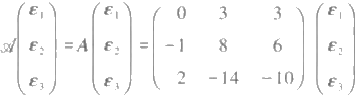 𝒜(ε₁ ε₂ ε₃) = A(ε₁ ε₂ ε₃) = (0 3 3; −1 8 6; 2 −14 −10)(ε₁ ε₂ ε₃)